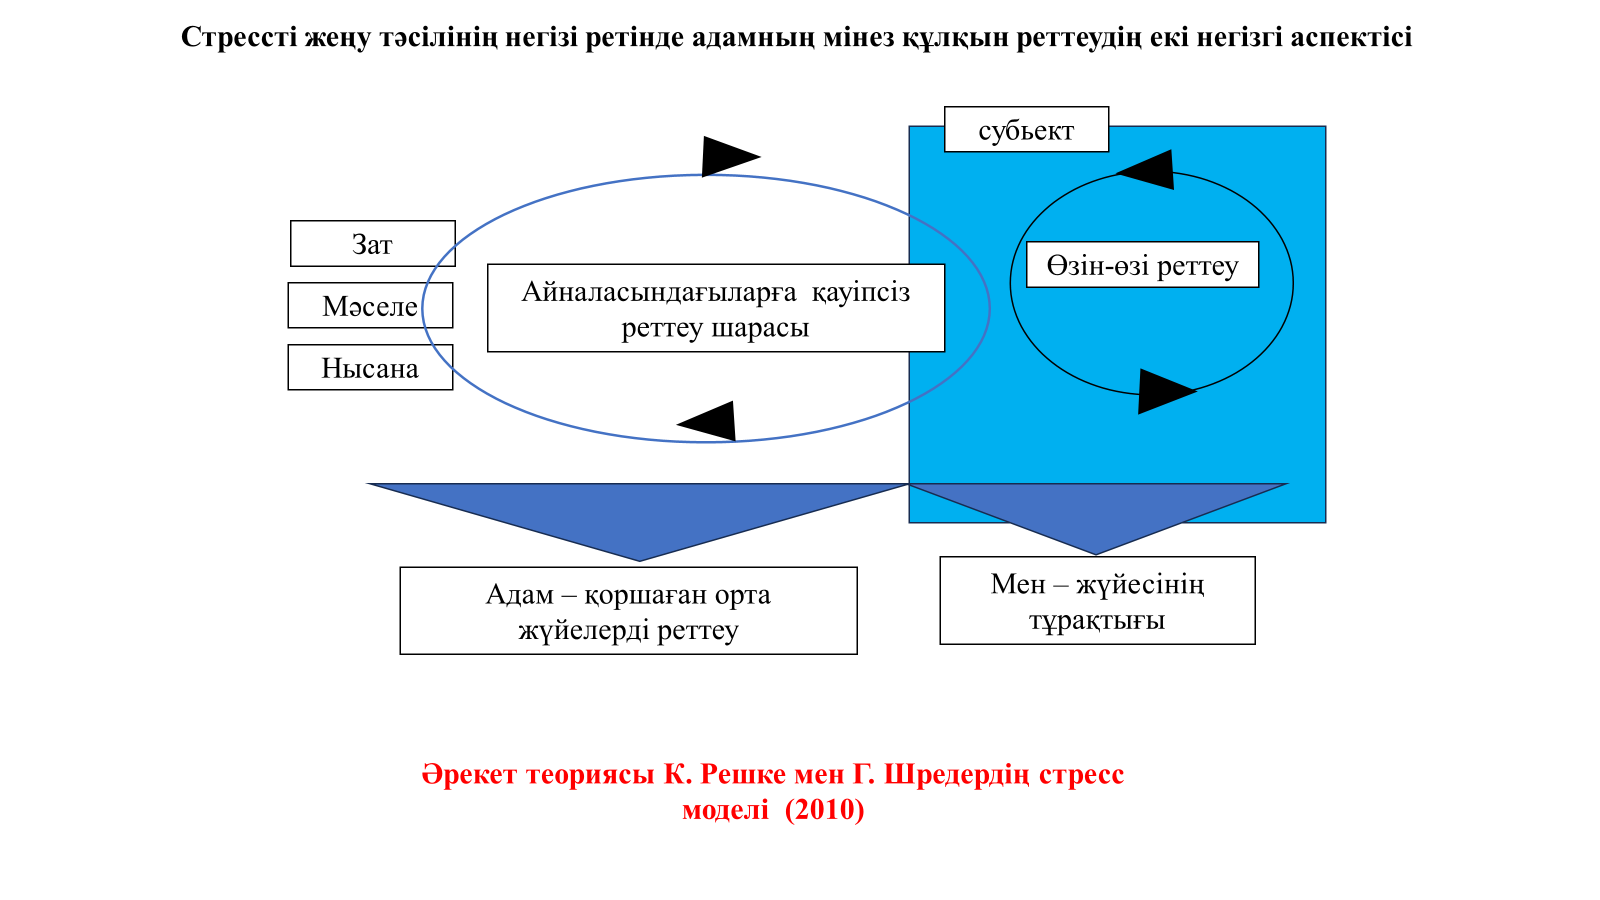 Стрессті жеңу тәсілінің негізі ретінде адамның мінез құлқын реттеудің екі негізгі аспектісі
субьект
Зат
Өзін-өзі реттеу
Айналасындағыларға қауіпсіз
реттеу шарасы
Мәселе
Нысана
Адам – қоршаған орта
жүйелерді реттеу
Мен – жүйесінің
тұрақтығы
Әрекет теориясы К. Решке мен Г. Шредердің стресс
моделі (2010)